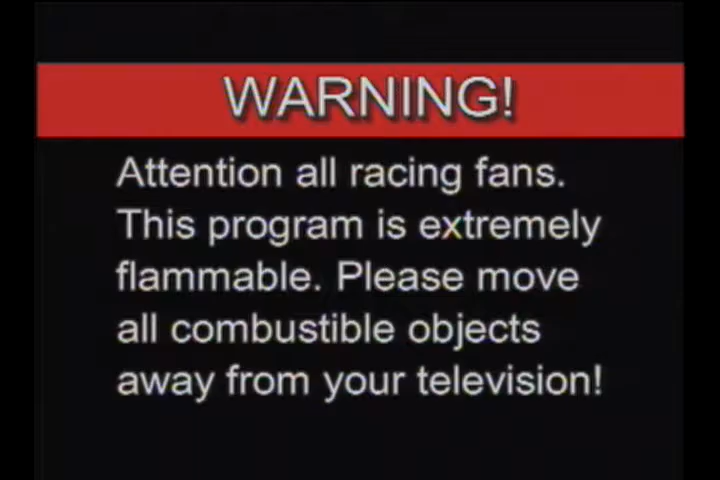 WARNING!
Attention all racing fans.
This program is extremely
flammable. Please move
all combustible objects
away from your television!